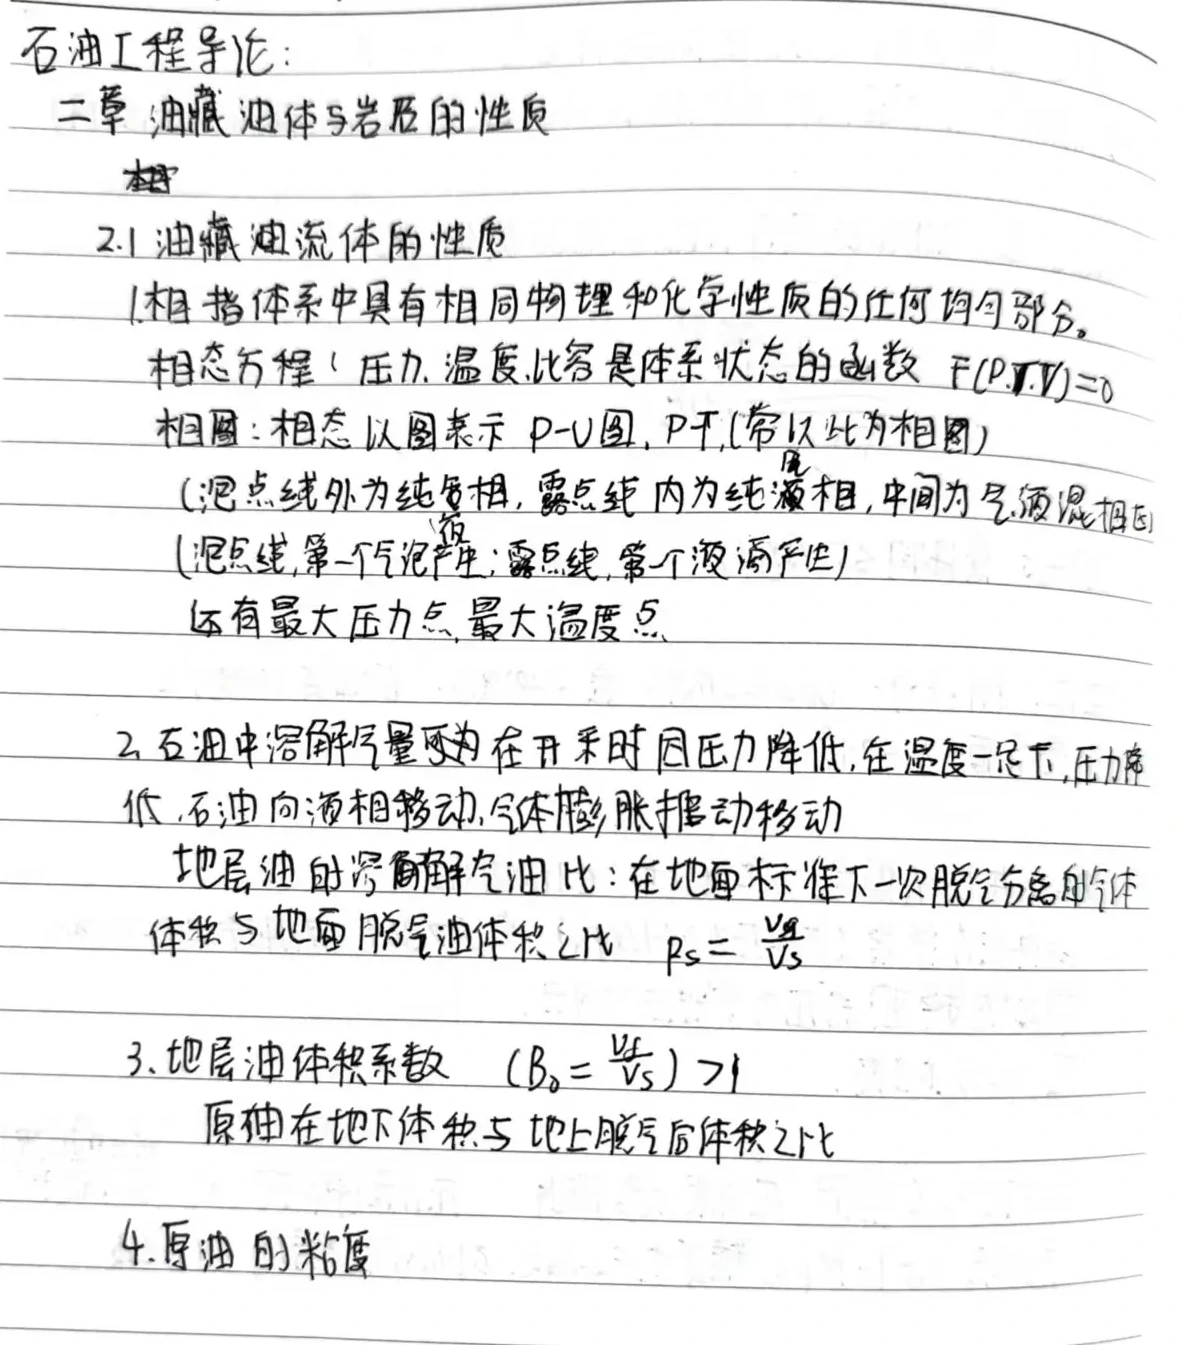 石油工程导论:
二章 油藏油体与岩石的性质
2.1 油藏流体的性质
1.相 指体系中具有相同物理和化学性质的任何均匀部分。
相态方程: 压力.温度.比容是体系状态的函数 F(P.T.V)=0
相图:相态以图表示 P-V图, P-T,(常以此为相图)
(泡点线外为纯液相, 露点线内为纯气相, 中间为气液混相区)
(泡点线,第一个气泡产生;露点线,第一个液滴产生)
还有最大压力点,最大温度点
2.石油中溶解气量 在开采时因压力降低,在温度一定下,压力降
低,石油向液相移动,气体膨胀推动移动
地层油的溶解气油比:在地面标准下一次脱气分离的气体
体积与地面脱气油体积之比 Rs = Vg/Vs
3.地层油体积系数 (B₀ = Vf/Vs) >1
原油在地下体积与地上脱气后体积之比
4.原油的粘度